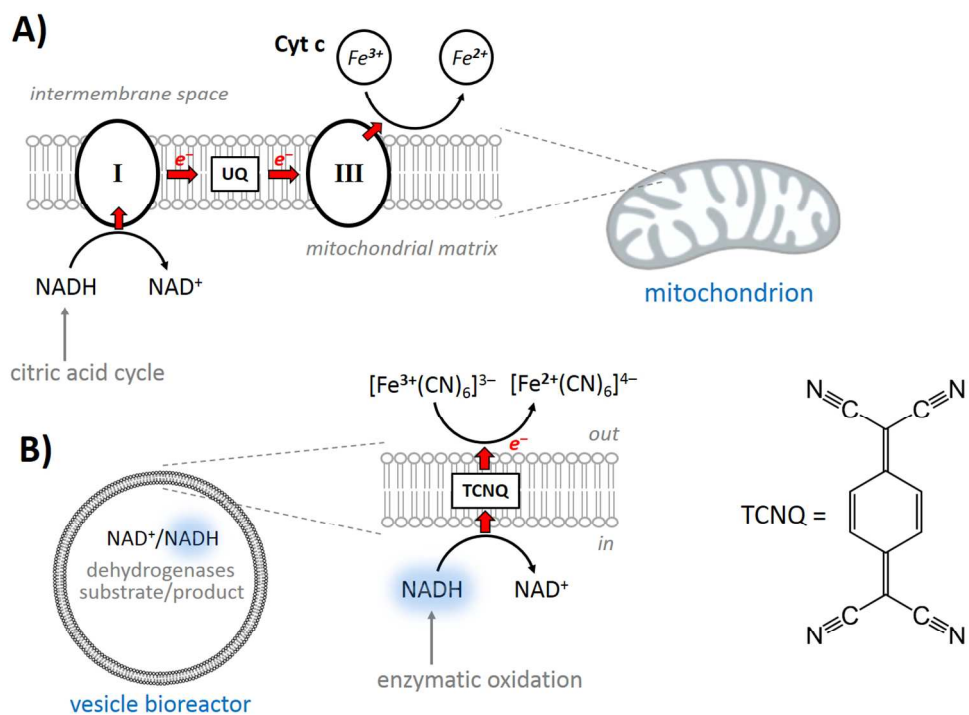 A)
Cyt c
Fe³⁺
Fe²⁺
intermembrane space
I
e⁻
UQ
e⁻
III
mitochondrial matrix
NADH
NAD⁺
mitochondrion
citric acid cycle
B)
[Fe³⁺(CN)₆]³⁻
[Fe²⁺(CN)₆]⁴⁻
e⁻
out
TCNQ
in
NAD⁺/NADH
dehydrogenases
substrate/product
NADH
NAD⁺
vesicle bioreactor
enzymatic oxidation
TCNQ =
N
C
C
N
N
C
C
N